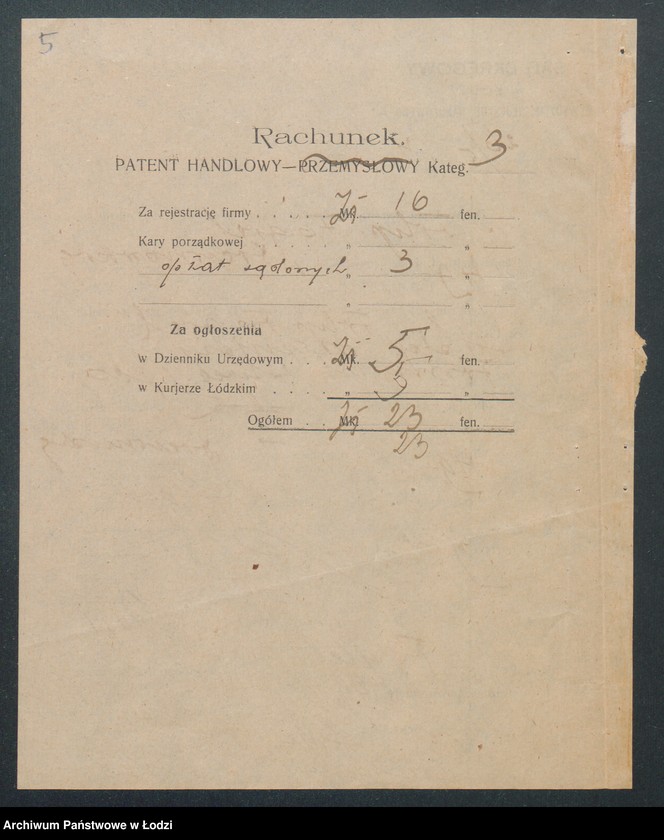 5
Rachunek.
PATENT HANDLOWY—PRZEMYSŁOWY Kateg. 3
Za rejestrację firmy . . . . Mk. 16 fen.
Kary porządkowej . . . . „ „
opłat sądowych „ 3 „
„ „
Za ogłoszenia
w Dzienniku Urzędowym . . . Mk. 5,- fen.
w Kurjerze Łódzkim . . . . „ „
Ogółem . . Mk. 23 fen.
23
Archiwum Państwowe w Łodzi